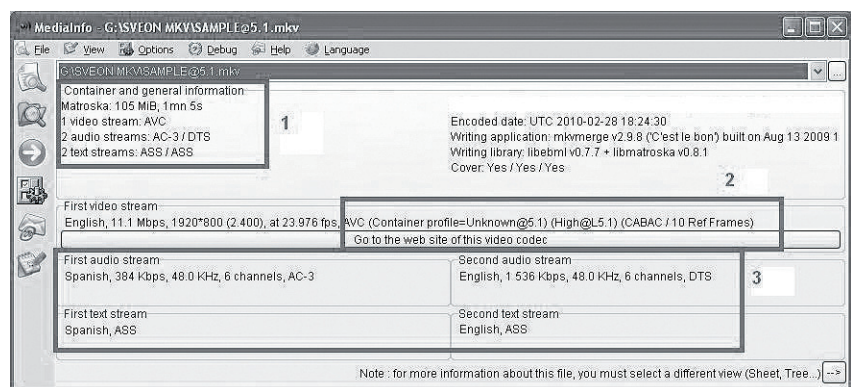 MediaInfo - G:\SVEON MKV\SAMPLE@5.1.mkv
File View Options Debug Help Language
G:\SVEON MKV\SAMPLE@5.1.mkv
Container and general information
Matroska: 105 MiB, 1mn 5s
1 video stream: AVC
2 audio streams: AC-3 / DTS
2 text streams: ASS / ASS
1
Encoded date: UTC 2010-02-28 18:24:30
Writing application: mkvmerge v2.9.8 ('C'est le bon') built on Aug 13 2009 1
Writing library: libebml v0.7.7 + libmatroska v0.8.1
Cover: Yes / Yes / Yes
2
First video stream
English, 11.1 Mbps, 1920*800 (2.400), at 23.976 fps, AVC (Container profile=Unknown@5.1) (High@L5.1) (CABAC / 10 Ref Frames)
Go to the web site of this video codec
First audio stream
Spanish, 384 Kbps, 48.0 KHz, 6 channels, AC-3
Second audio stream
English, 1 536 Kbps, 48.0 KHz, 6 channels, DTS
3
First text stream
Spanish, ASS
Second text stream
English, ASS
Note : for more information about this file, you must select a different view (Sheet, Tree...) -->